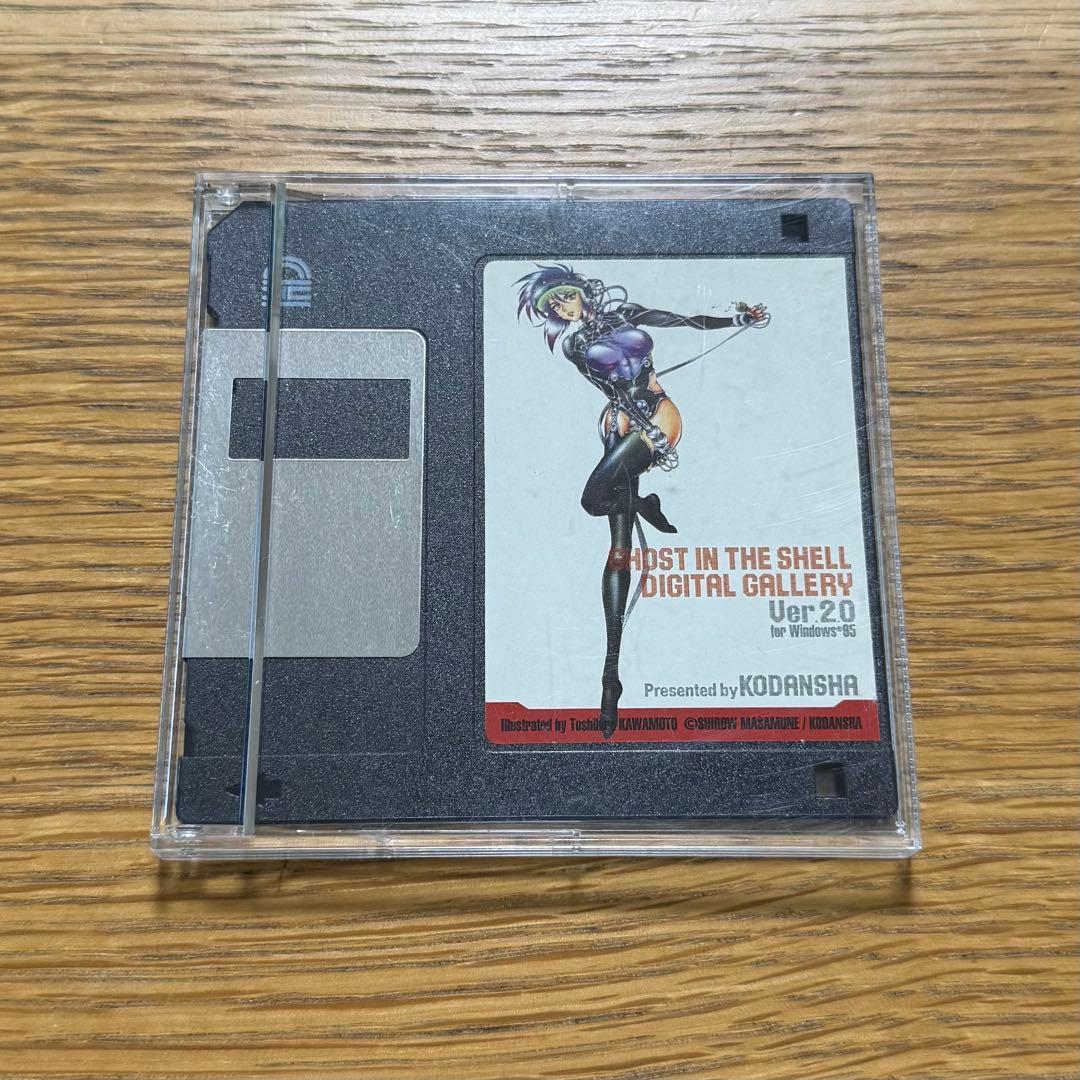 GHOST IN THE SHELL
DIGITAL GALLERY
Ver.2.0
for Windows®95
Presented by KODANSHA
Illustrated by Toshihiro KAWAMOTO ©SHIROW MASAMUNE / KODANSHA